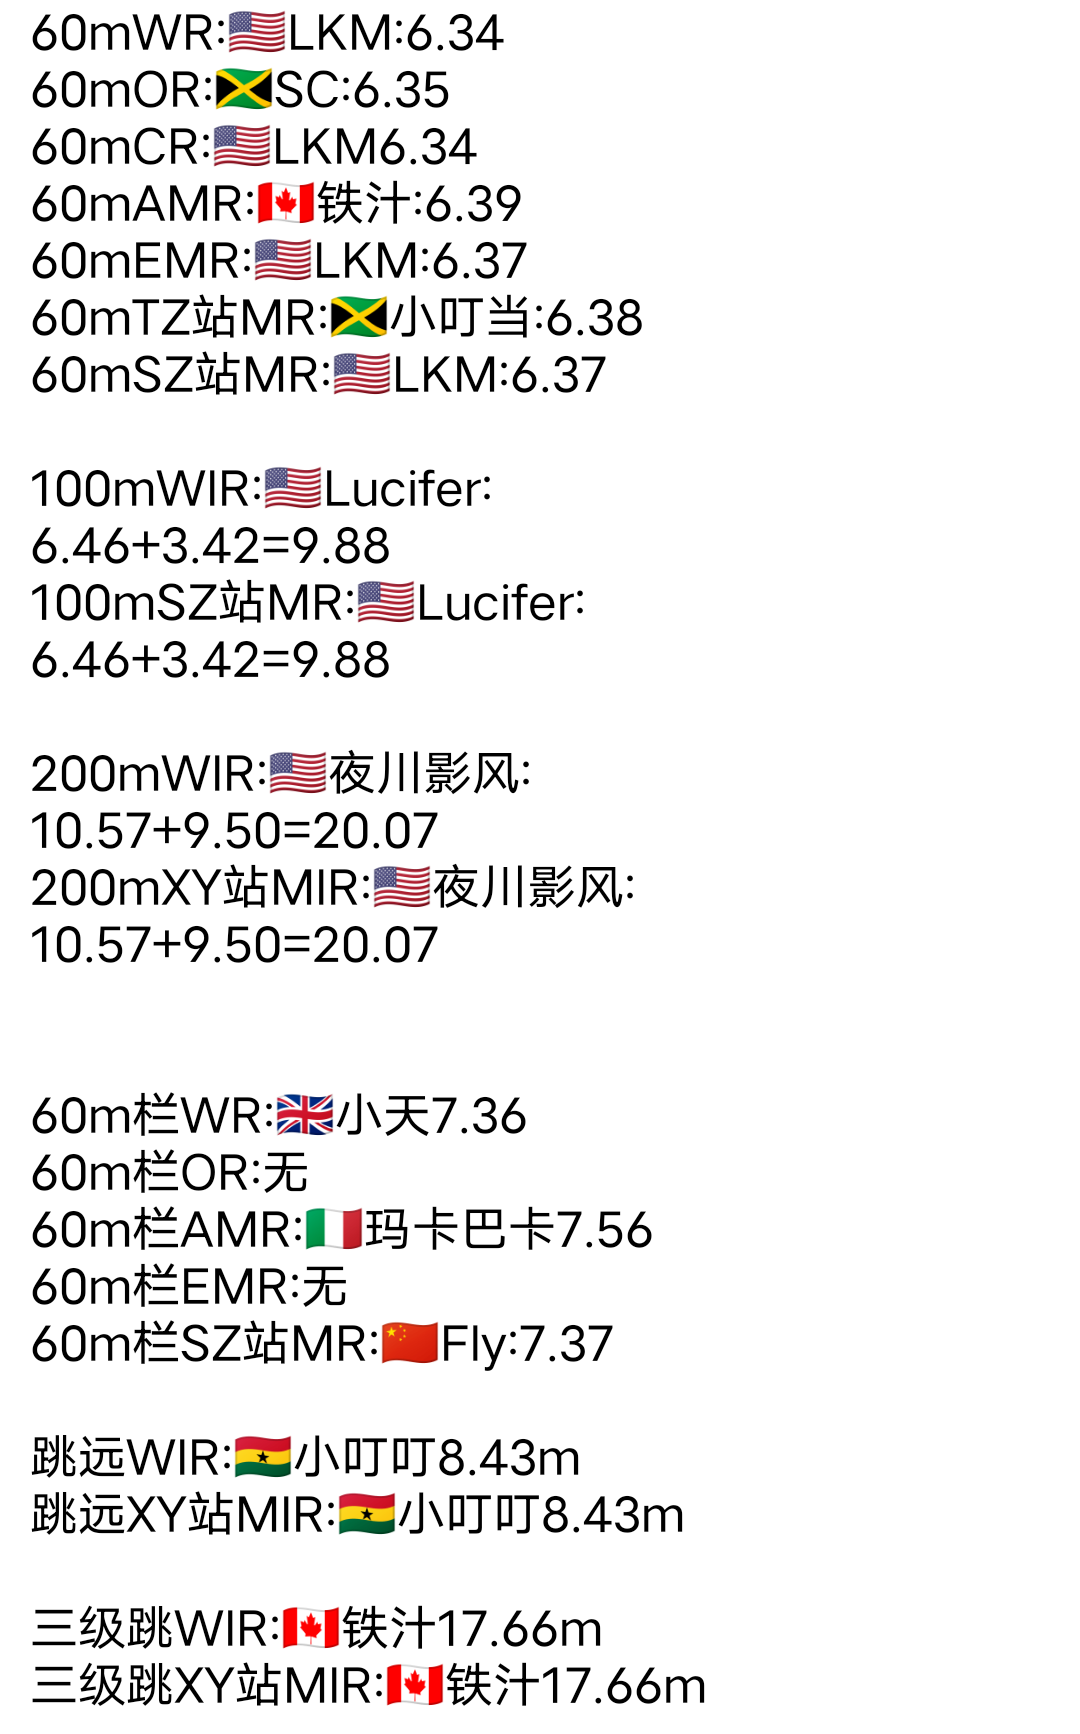 60mWR:🇺🇸LKM:6.34
60mOR:🇯🇲SC:6.35
60mCR:🇺🇸LKM6.34
60mAMR:🇨🇦铁汁:6.39
60mEMR:🇺🇸LKM:6.37
60mTZ站MR:🇯🇲小叮当:6.38
60mSZ站MR:🇺🇸LKM:6.37
100mWIR:🇺🇸Lucifer:
6.46+3.42=9.88
100mSZ站MR:🇺🇸Lucifer:
6.46+3.42=9.88
200mWIR:🇺🇸夜川影风:
10.57+9.50=20.07
200mXY站MIR:🇺🇸夜川影风:
10.57+9.50=20.07
60m栏WR:🇬🇧小天7.36
60m栏OR:无
60m栏AMR:🇮🇹玛卡巴卡7.56
60m栏EMR:无
60m栏SZ站MR:🇨🇳Fly:7.37
跳远WIR:🇬🇭小叮叮8.43m
跳远XY站MIR:🇬🇭小叮叮8.43m
三级跳WIR:🇨🇦铁汁17.66m
三级跳XY站MIR:🇨🇦铁汁17.66m